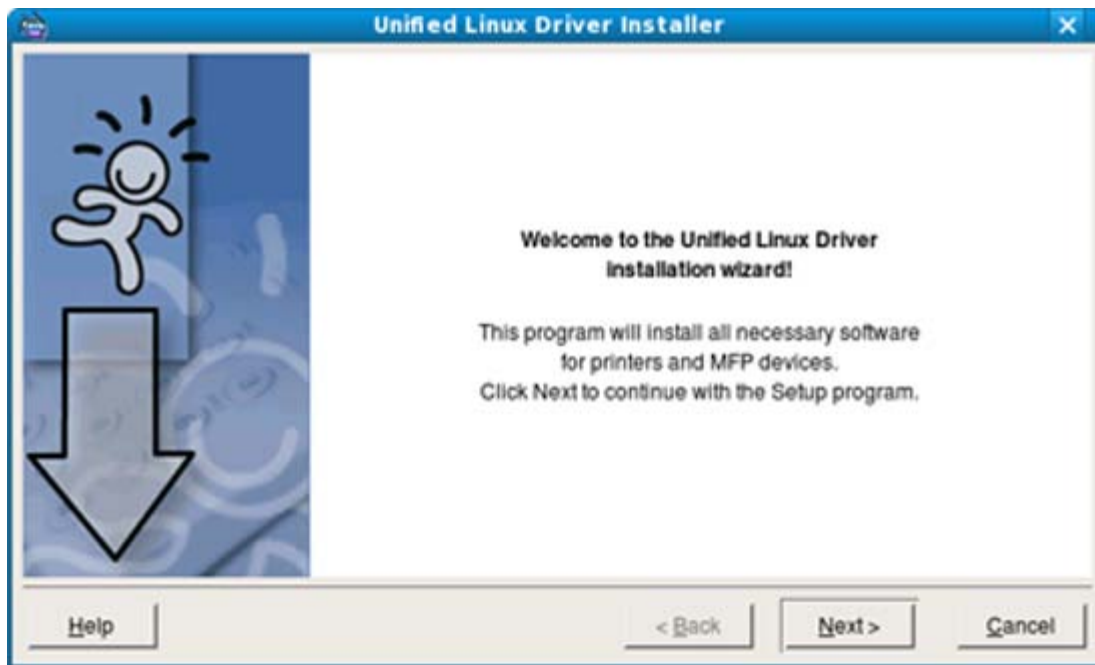 Unified Linux Driver Installer
Welcome to the Unified Linux Driver
installation wizard!
This program will install all necessary software
for printers and MFP devices.
Click Next to continue with the Setup program.
Help
< Back
Next >
Cancel